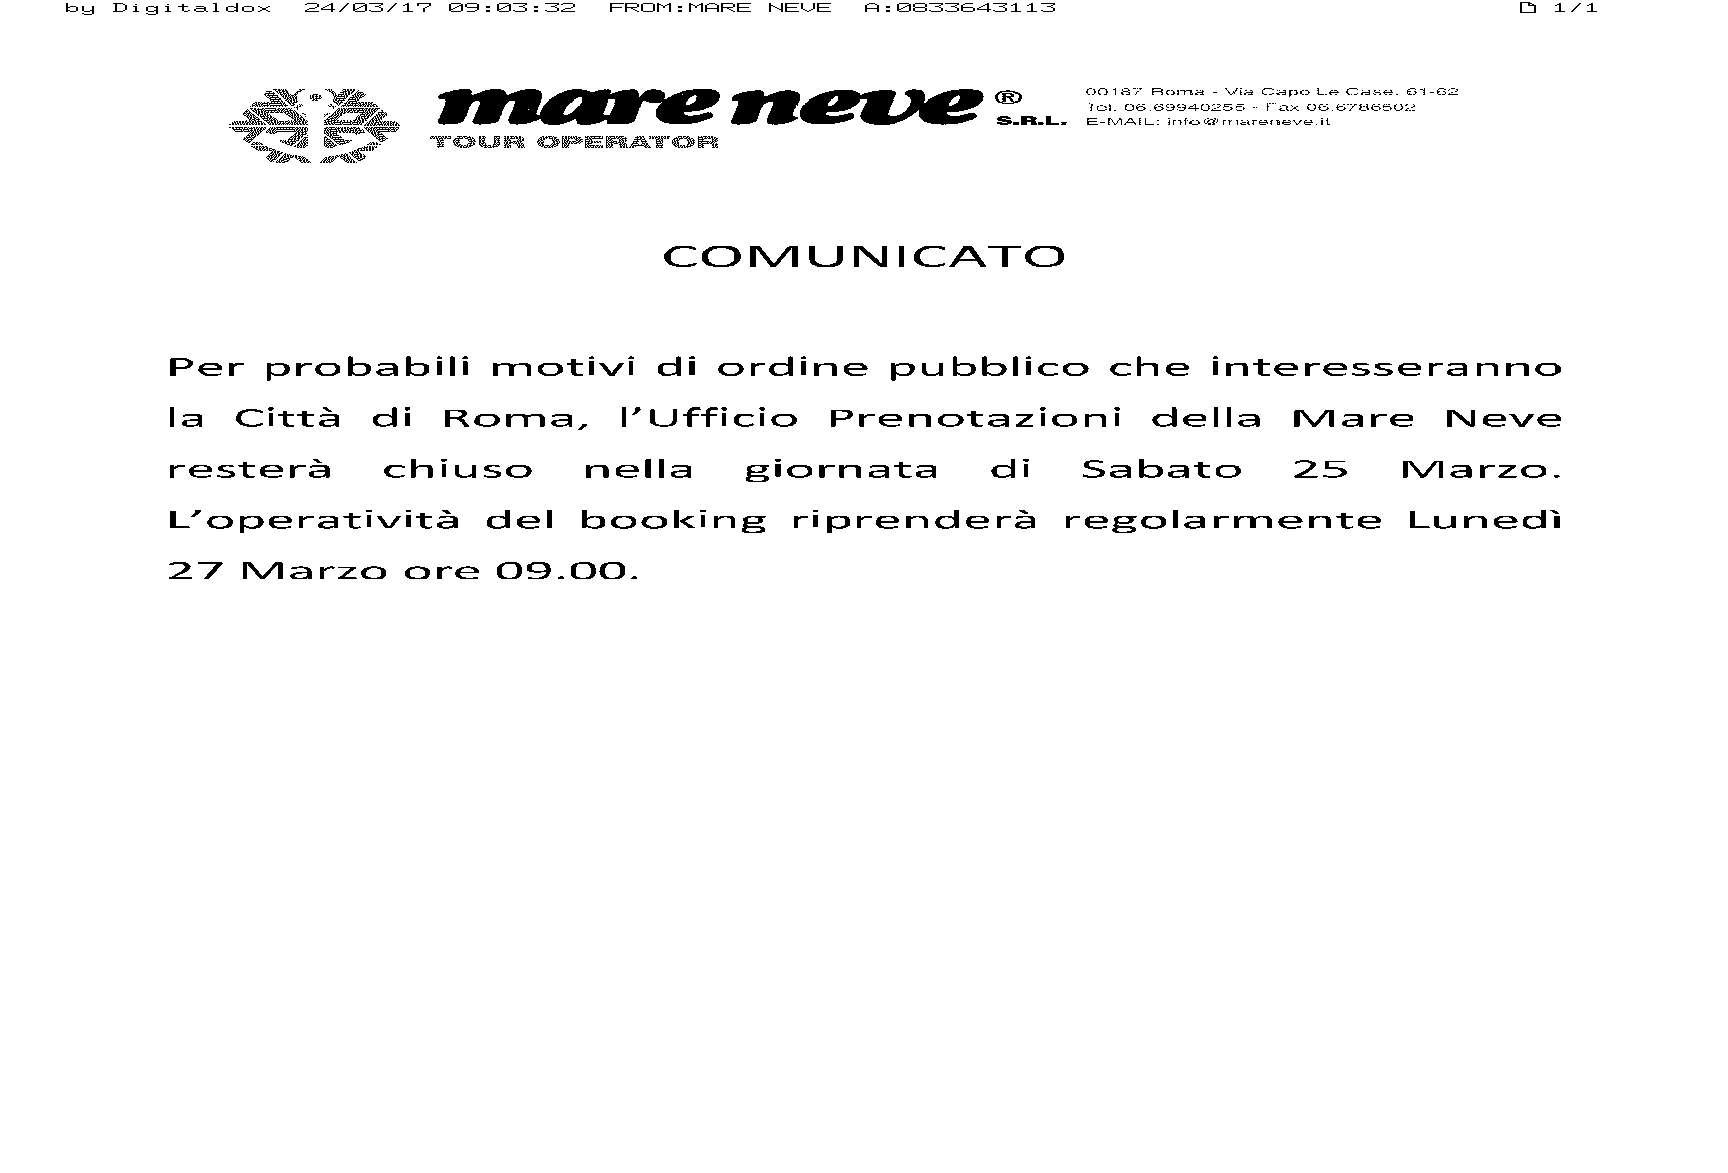 by Digitaldox 24/03/17 09:03:32 FROM:MARE NEVE A:0833643113 1/1
mare neve ® S.R.L.
TOUR OPERATOR
00187 Roma - Via Capo Le Case, 61-62
Tel. 06.69940255 - Fax 06.6786502
E-MAIL: info@mareneve.it
COMUNICATO
Per probabili motivi di ordine pubblico che interesseranno
la Città di Roma, l’Ufficio Prenotazioni della Mare Neve
resterà chiuso nella giornata di Sabato 25 Marzo.
L’operatività del booking riprenderà regolarmente Lunedì
27 Marzo ore 09.00.